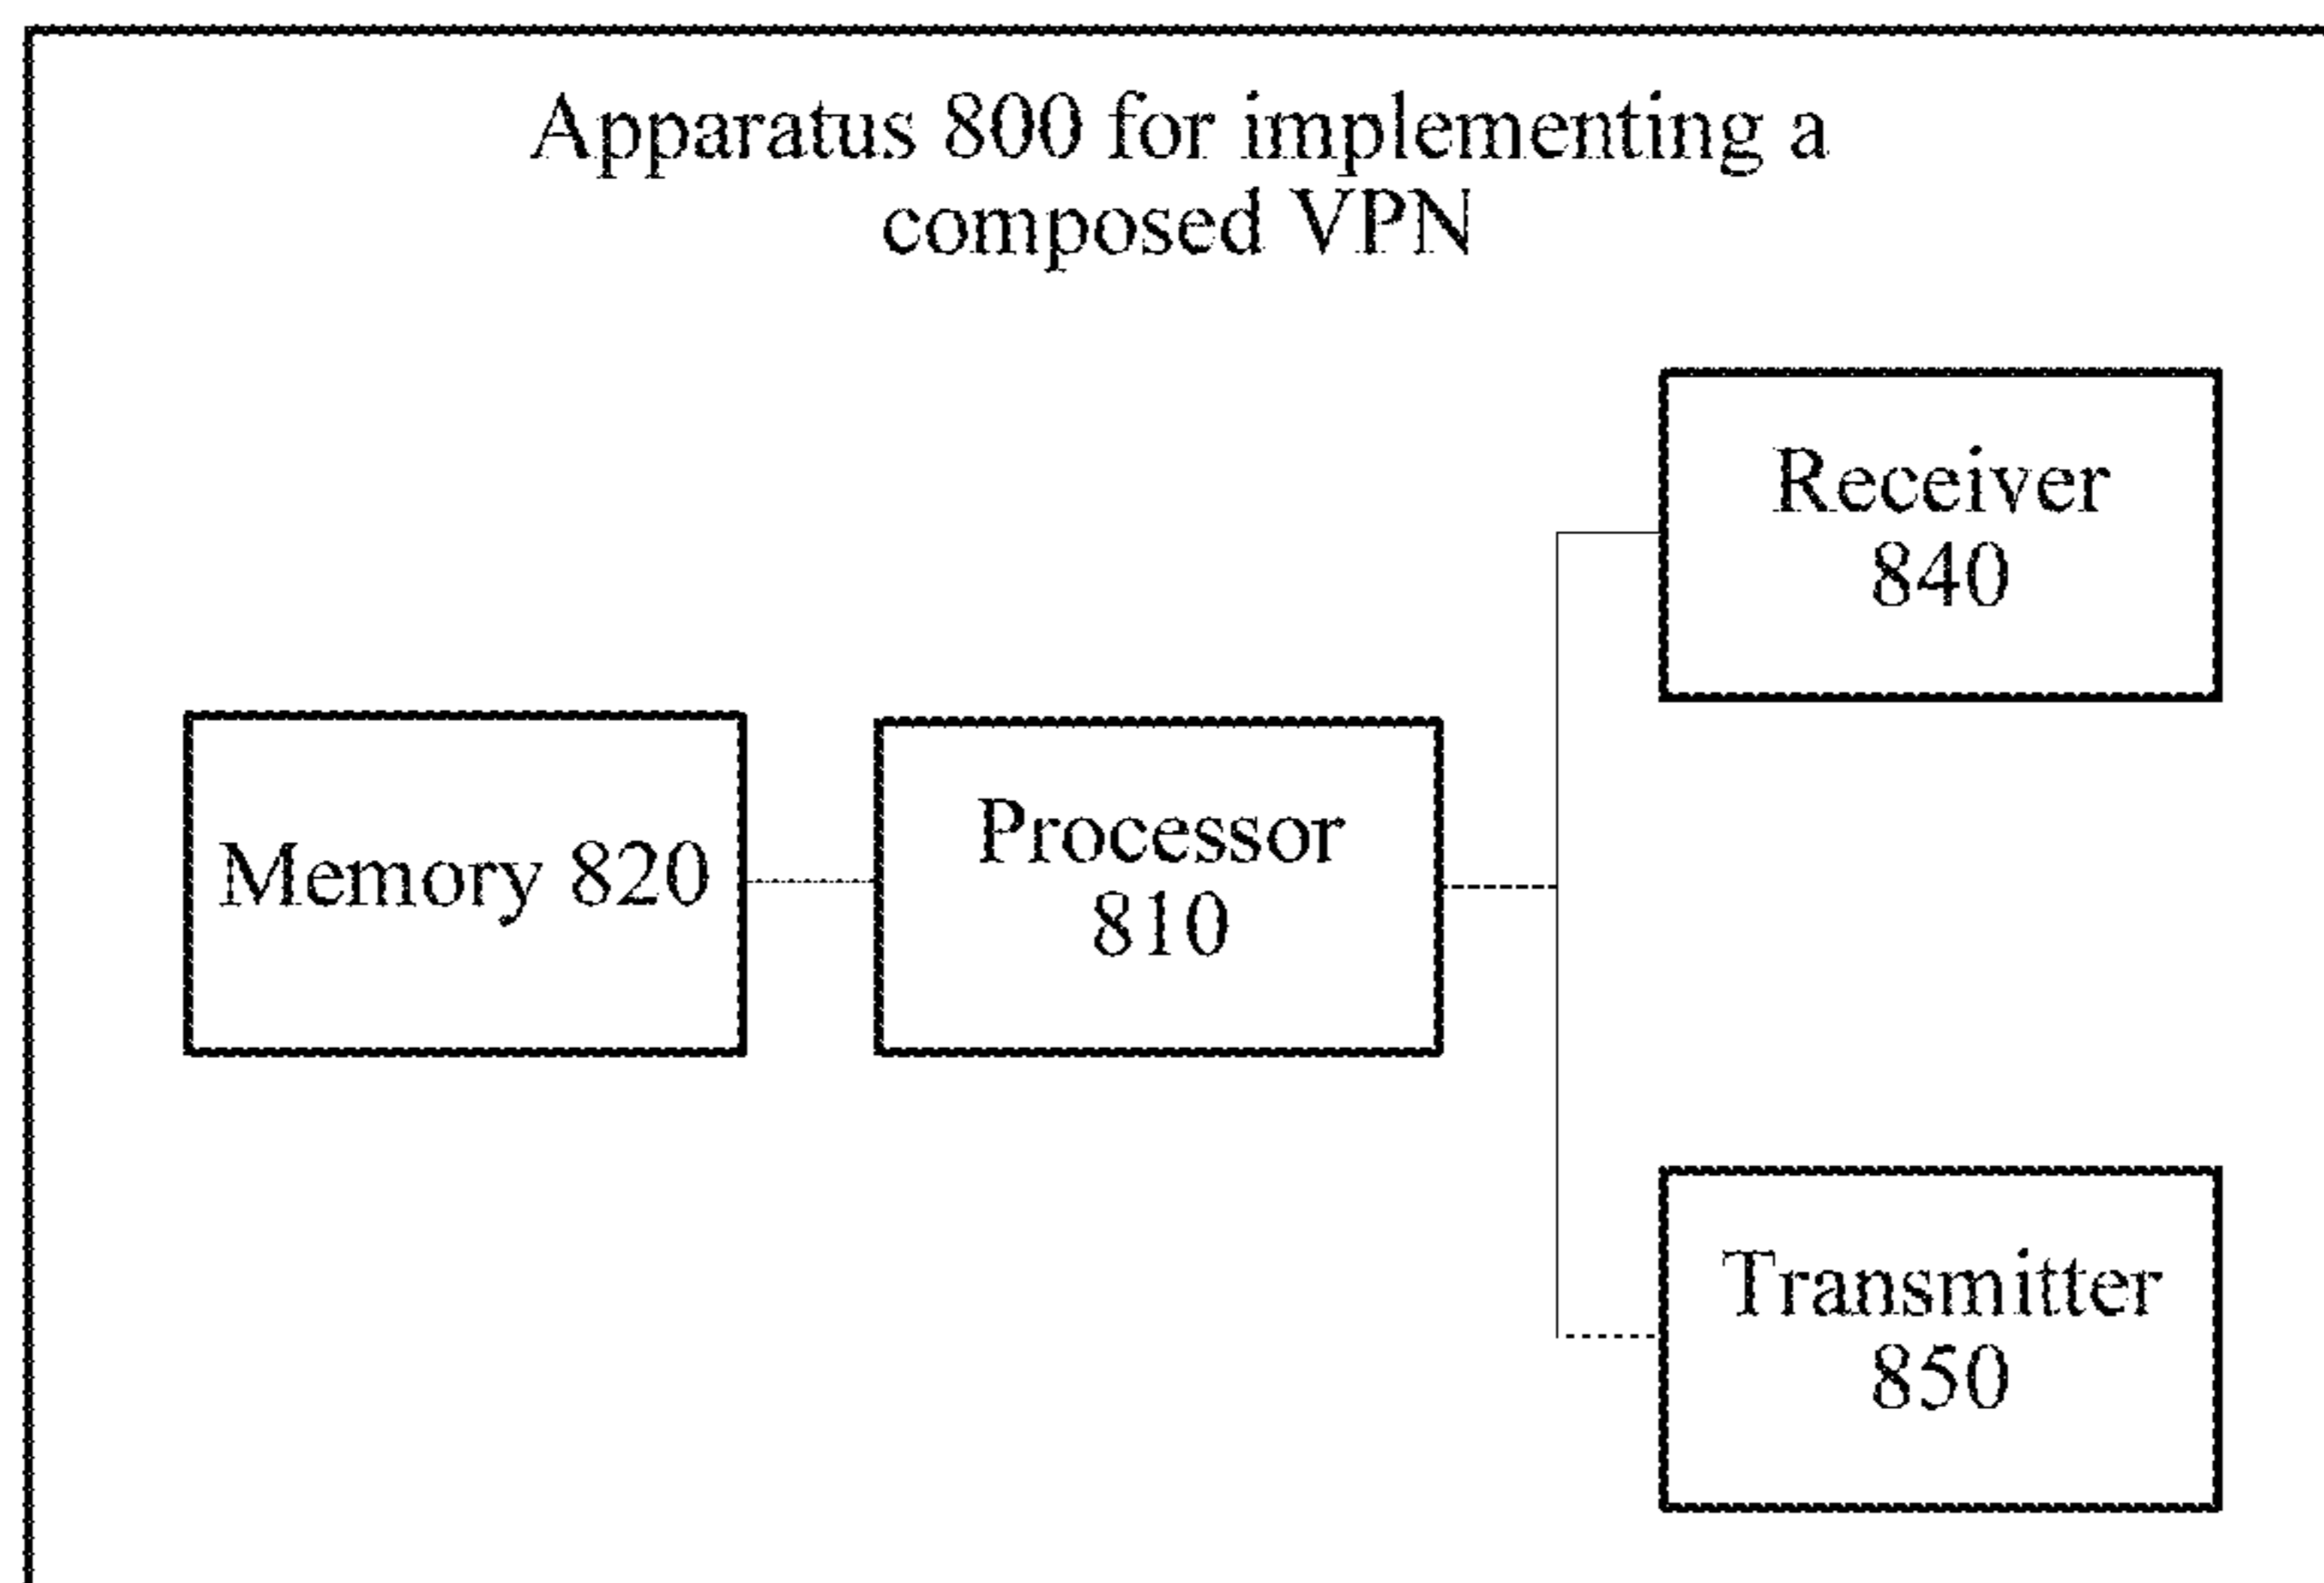 Apparatus 800 for implementing a
composed VPN
Receiver
840
Memory 820
Processor
810
Transmitter
850